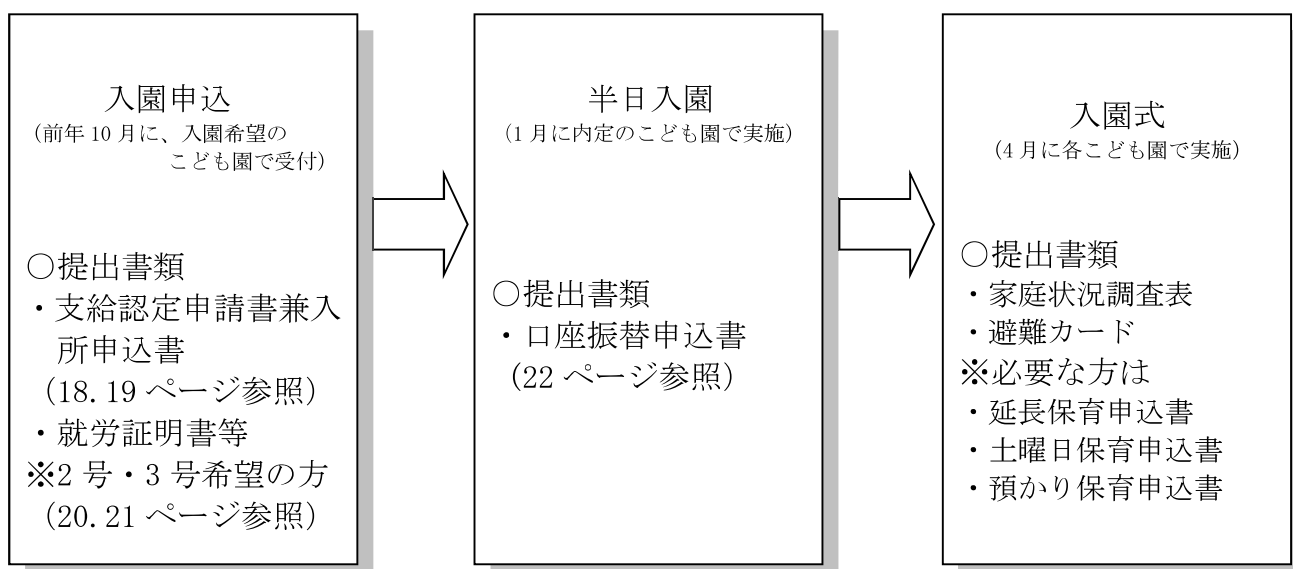 入園申込
（前年10月に、入園希望の
こども園で受付）
○提出書類
・支給認定申請書兼入
所申込書
（18.19ページ参照）
・就労証明書等
※2号・3号希望の方
（20.21ページ参照）
半日入園
（1月に内定のこども園で実施）
○提出書類
・口座振替申込書
（22ページ参照）
入園式
（4月に各こども園で実施）
○提出書類
・家庭状況調査表
・避難カード
※必要な方は
・延長保育申込書
・土曜日保育申込書
・預かり保育申込書